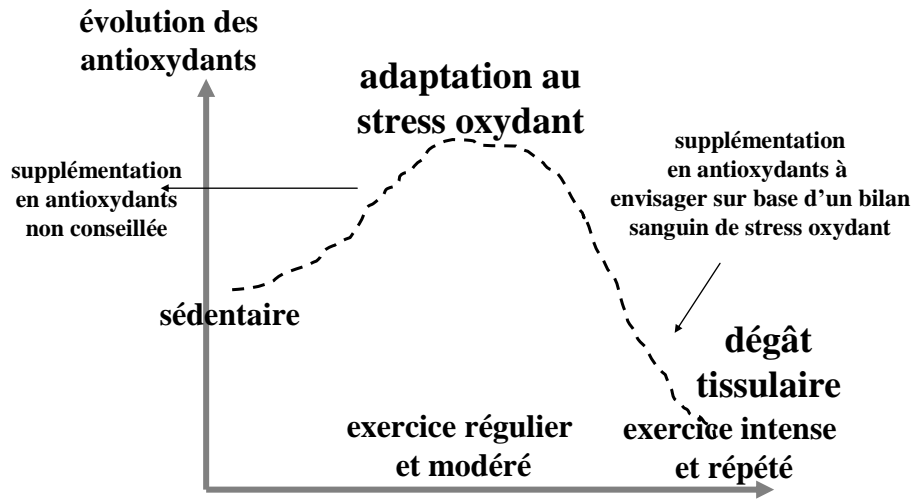 évolution des
antioxydants
adaptation au
stress oxydant
supplémentation
en antioxydants
non conseillée
supplémentation
en antioxydants à
envisager sur base d'un bilan
sanguin de stress oxydant
sédentaire
dégât
tissulaire
exercice régulier
et modéré
exercice intense
et répété